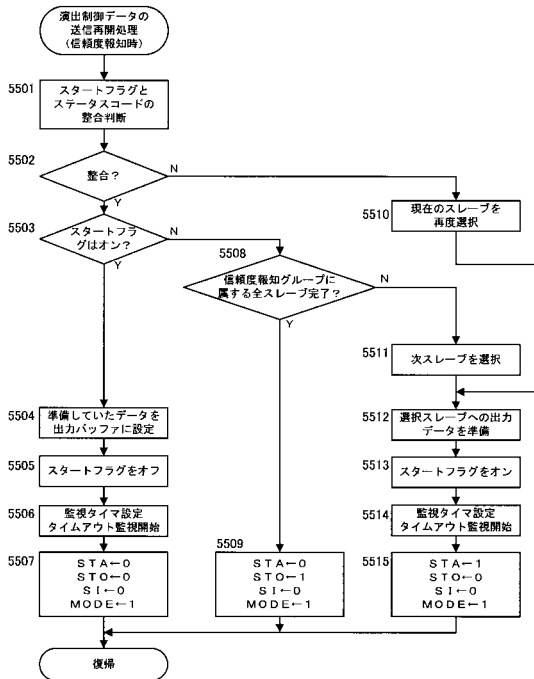 演出制御データの
送信再開処理
(信頼度報知時)
5501
スタートフラグと
ステータスコードの
整合判断
5502
整合？
N
Y
5503
スタートフラ
グはオン？
N
Y
5510
現在のスレーブを
再度選択
5508
信頼度報知グループに
属する全スレーブ完了？
N
Y
5511
次スレーブを選択
5504
準備していたデータを
出力バッファに設定
5512
選択スレーブへの出力
データを準備
5505
スタートフラグをオフ
5513
スタートフラグをオン
5506
監視タイマ設定
タイムアウト監視開始
5514
監視タイマ設定
タイムアウト監視開始
5507
ＳＴＡ←０
ＳＴＯ←０
ＳＩ←０
ＭＯＤＥ←１
5509
ＳＴＡ←０
ＳＴＯ←１
ＳＩ←０
ＭＯＤＥ←１
5515
ＳＴＡ←１
ＳＴＯ←０
ＳＩ←０
ＭＯＤＥ←１
復帰